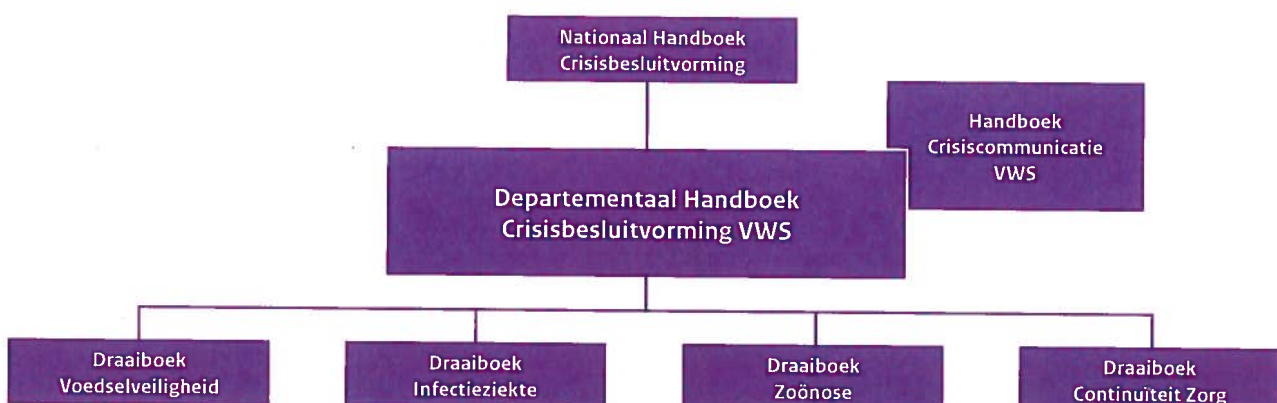 Nationaal Handboek
Crisisbesluitvorming
Handboek
Crisiscommunicatie
VWS
Departementaal Handboek
Crisisbesluitvorming VWS
Draaiboek
Voedselveiligheid
Draaiboek
Infectieziekte
Draaiboek
Zoönose
Draaiboek
Continuïteit Zorg